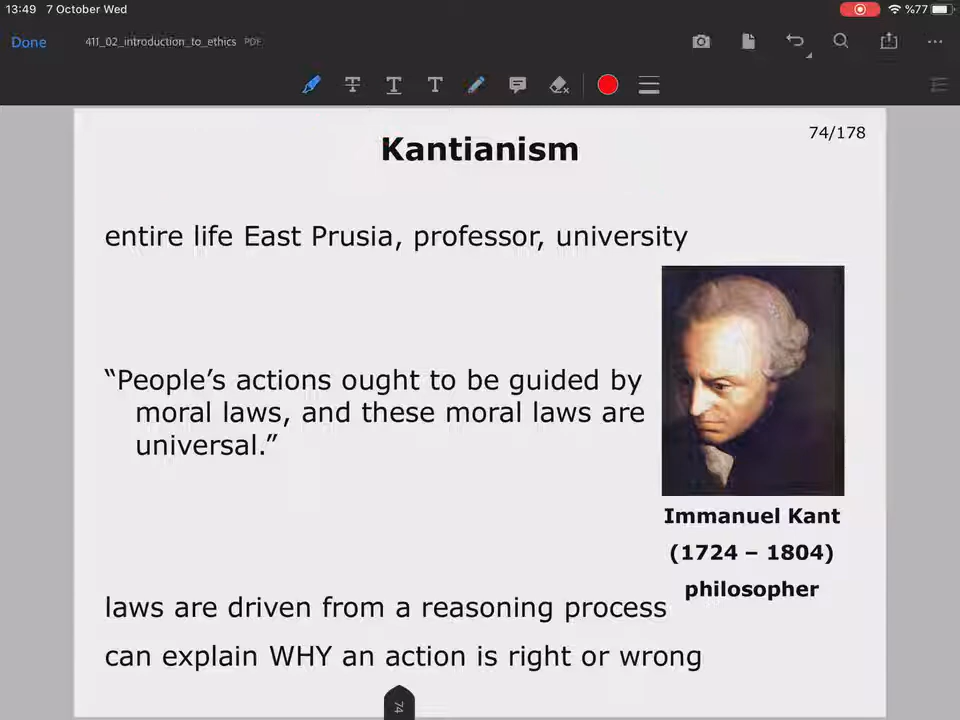 13:49 7 October Wed
%77
Done
411_02_introduction_to_ethics PDF
T T T
74/178
Kantianism
entire life East Prusia, professor, university
“People’s actions ought to be guided by
moral laws, and these moral laws are
universal.”
Immanuel Kant
(1724 – 1804)
philosopher
laws are driven from a reasoning process
can explain WHY an action is right or wrong
74